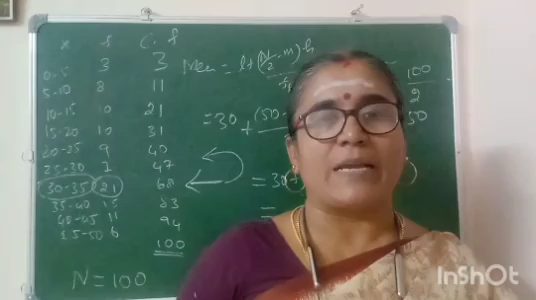 x f C.f
0-5 3 3
5-10 8 11
10-15 10 21
15-20 10 31
20-25 9 40
25-30 7 47
30-35 21 68
35-40 15 83
40-45 11 94
45-50 6 100
N = 100
= 30 + (50-
= 30 +
=
100
2
50
InShOt